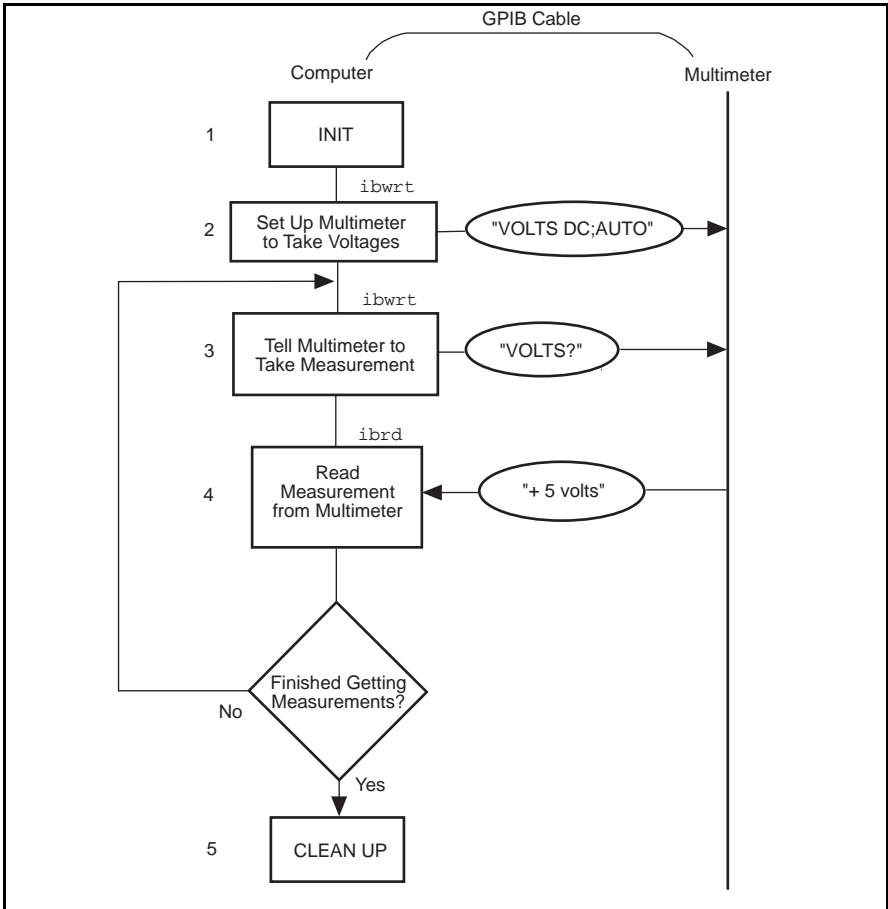 GPIB Cable
Computer
Multimeter
1
INIT
ibwrt
2
Set Up Multimeter
to Take Voltages
"VOLTS DC;AUTO"
ibwrt
3
Tell Multimeter to
Take Measurement
"VOLTS?"
ibrd
4
Read
Measurement
from Multimeter
"+ 5 volts"
Finished Getting
Measurements?
No
Yes
5
CLEAN UP